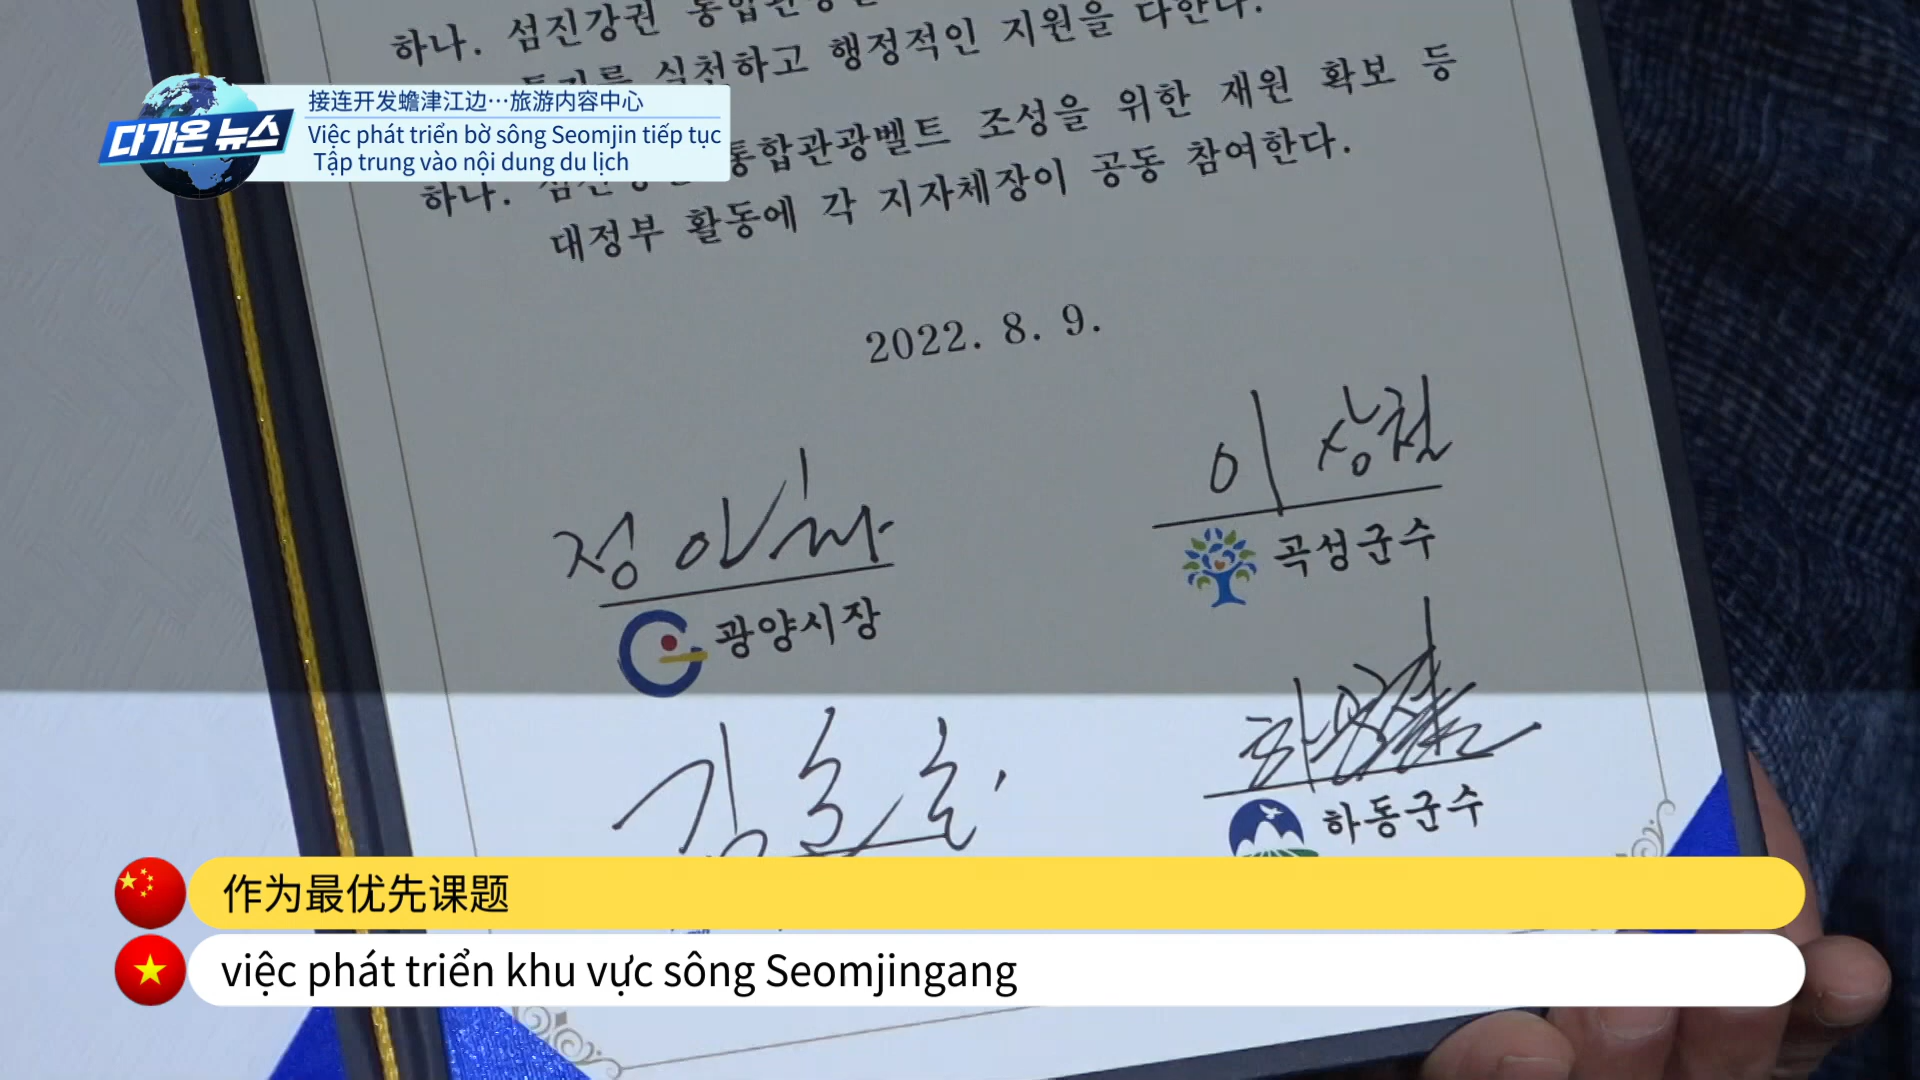 하나. 섬진강권 통합관광벨
실천하고 행정적인 지원을 다한다.
통합관광벨트 조성을 위한 재원 확보 등
하나.
대정부 활동에 각 지자체장이 공동 참여한다.
接连开发蟾津江边…旅游内容中心
다가온 뉴스
Việc phát triển bờ sông Seomjin tiếp tục
Tập trung vào nội dung du lịch
2022. 8. 9.
이상철
곡성군수
정인화
광양시장
하동군수
作为最优先课题
việc phát triển khu vực sông Seomjingang